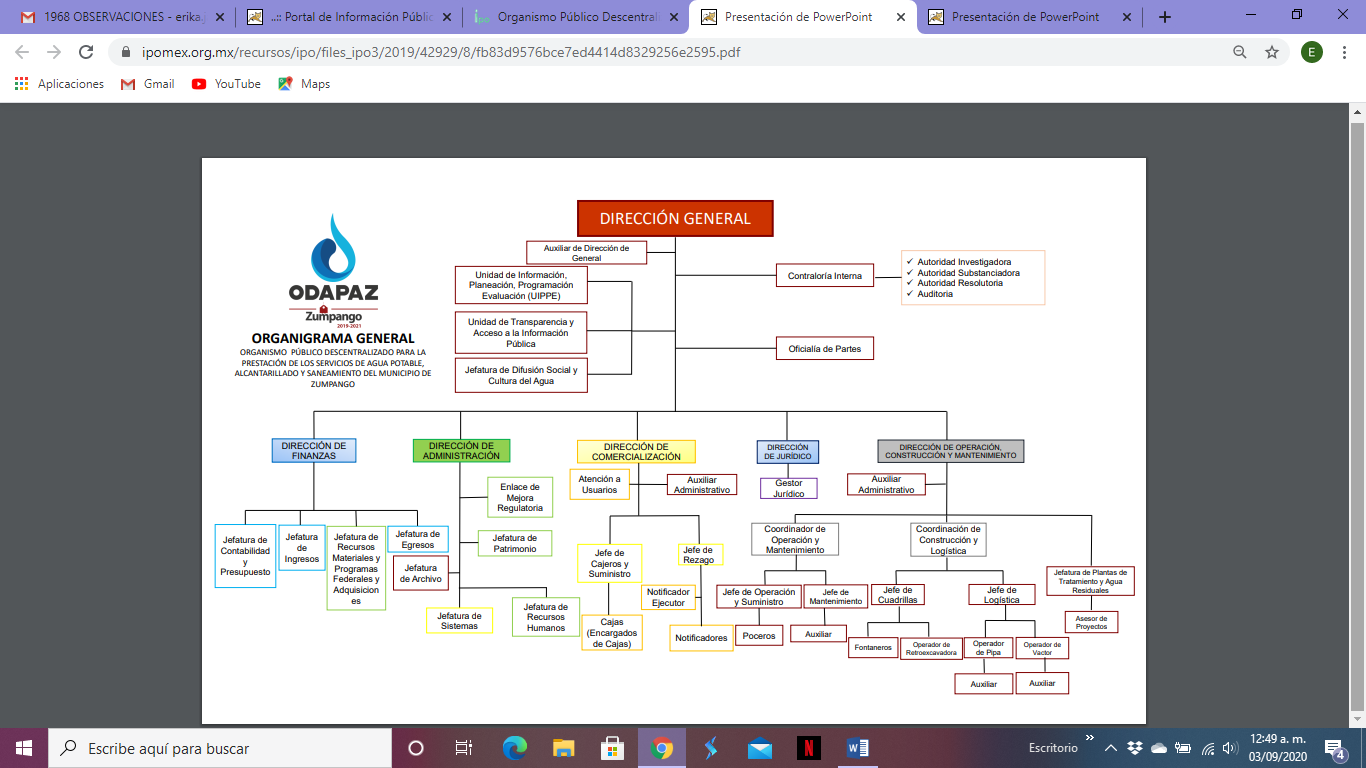 1968 OBSERVACIONES - erika.j
..:: Portal de Información Públic
ipo
Organismo Público Descentrali
Presentación de PowerPoint
Presentación de PowerPoint
ipomex.org.mx/recursos/ipo/files_ipo3/2019/42929/8/fb83d9576bce7ed4414d8329256e2595.pdf
E
Aplicaciones
Gmail
YouTube
Maps
DIRECCIÓN GENERAL
Auxiliar de Dirección de
General
Unidad de Información,
Planeación, Programación
Evaluación (UIPPE)
Contraloría Interna
✓ Autoridad Investigadora
✓ Autoridad Substanciadora
✓ Autoridad Resolutoria
✓ Auditoria
ODAPAZ
Zumpango
2019-2021
ORGANIGRAMA GENERAL
ORGANISMO PÚBLICO DESCENTRALIZADO PARA LA
PRESTACIÓN DE LOS SERVICIOS DE AGUA POTABLE,
ALCANTARILLADO Y SANEAMIENTO DEL MUNICIPIO DE
ZUMPANGO
Unidad de Transparencia y
Acceso a la Información
Pública
Oficialía de Partes
Jefatura de Difusión Social y
Cultura del Agua
DIRECCIÓN DE
FINANZAS
DIRECCIÓN DE
ADMINISTRACIÓN
DIRECCIÓN DE
COMERCIALIZACIÓN
DIRECCIÓN
DE JURÍDICO
DIRECCIÓN DE OPERACIÓN,
CONSTRUCCIÓN Y MANTENIMIENTO
Enlace de
Mejora
Regulatoria
Atención a
Usuarios
Auxiliar
Administrativo
Gestor
Jurídico
Auxiliar
Administrativo
Jefatura de
Contabilidad
y
Presupuesto
Jefatura
de
Ingresos
Jefatura de
Recursos
Materiales y
Programas
Federales y
Adquisicion
es
Jefatura de
Egresos
Jefatura
de Archivo
Jefatura de
Patrimonio
Jefatura de
Sistemas
Jefatura de
Recursos
Humanos
Jefe de
Cajeros y
Suministro
Jefe de
Rezago
Notificador
Ejecutor
Cajas
(Encargados
de Cajas)
Notificadores
Coordinador de
Operación y
Mantenimiento
Coordinación de
Construcción y
Logística
Jefatura de Plantas de
Tratamiento y Agua
Residuales
Jefe de Operación
y Suministro
Jefe de
Mantenimiento
Jefe de
Cuadrillas
Jefe de
Logística
Asesor de
Proyectos
Poceros
Auxiliar
Fontaneros
Operador de
Retroexcavadora
Operador
de Pipa
Operador de
Vactor
Auxiliar
Auxiliar
Escribe aquí para buscar
N
W
Escritorio
»
12:49 a. m.
03/09/2020
4